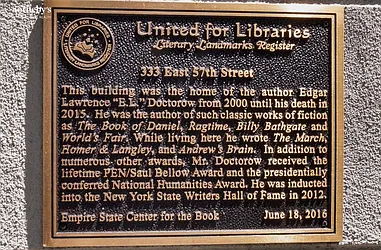 Sotheby's
United for Libraries
Literary Landmarks Register
333 East 57th Street
This building was the home of the author Edgar
Lawrence "E.L." Doctorow from 2000 until his death in
2015. He was the author of such classic works of fiction
as The Book of Daniel, Ragtime, Billy Bathgate and
World's Fair. While living here he wrote The March,
Homer & Langley, and Andrew's Brain. In addition to
numerous other awards, Mr. Doctorow received the
lifetime PEN/Saul Bellow Award and the presidentially
conferred National Humanities Award. He was inducted
into the New York State Writers Hall of Fame in 2012.
Empire State Center for the Book June 18, 2016